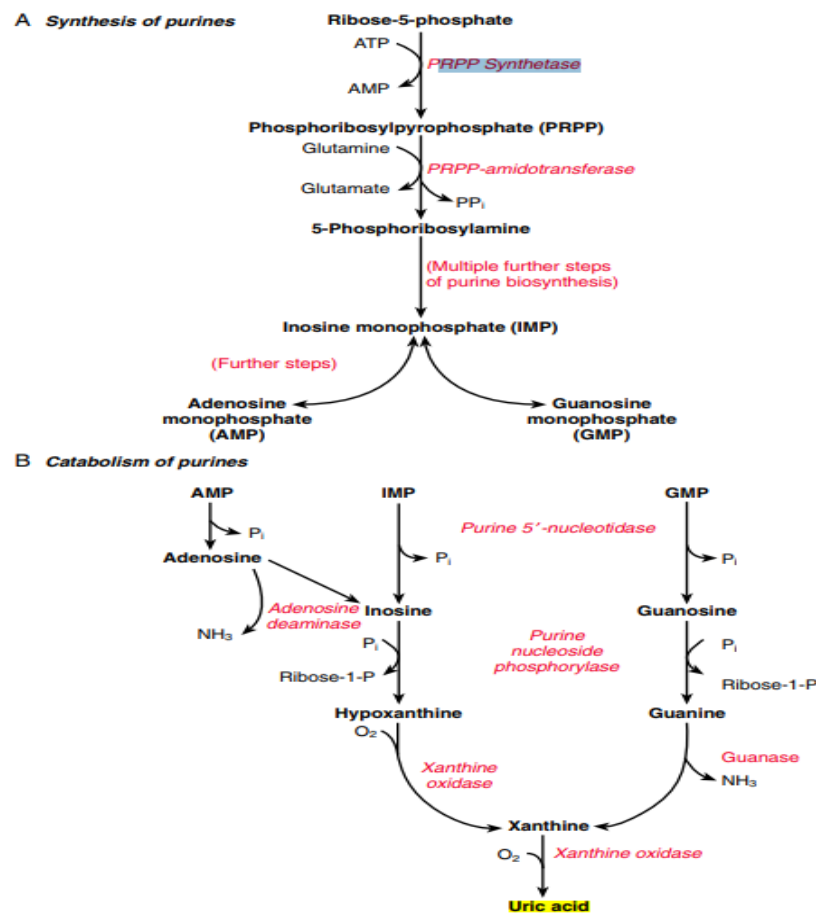 A Synthesis of purines
Ribose-5-phosphate
ATP
PRPP Synthetase
AMP
Phosphoribosylpyrophosphate (PRPP)
Glutamine
PRPP-amidotransferase
Glutamate
PPi
5-Phosphoribosylamine
(Multiple further steps
of purine biosynthesis)
Inosine monophosphate (IMP)
(Further steps)
Adenosine
monophosphate
(AMP)
Guanosine
monophosphate
(GMP)
B Catabolism of purines
AMP
IMP
GMP
Purine 5′-nucleotidase
Pi
Pi
Pi
Adenosine
Adenosine
deaminase
Inosine
Guanosine
NH3
Pi
Purine
nucleoside
phosphorylase
Pi
Ribose-1-P
Ribose-1-P
Hypoxanthine
Guanine
O2
Xanthine
oxidase
Guanase
NH3
Xanthine
O2
Xanthine oxidase
Uric acid